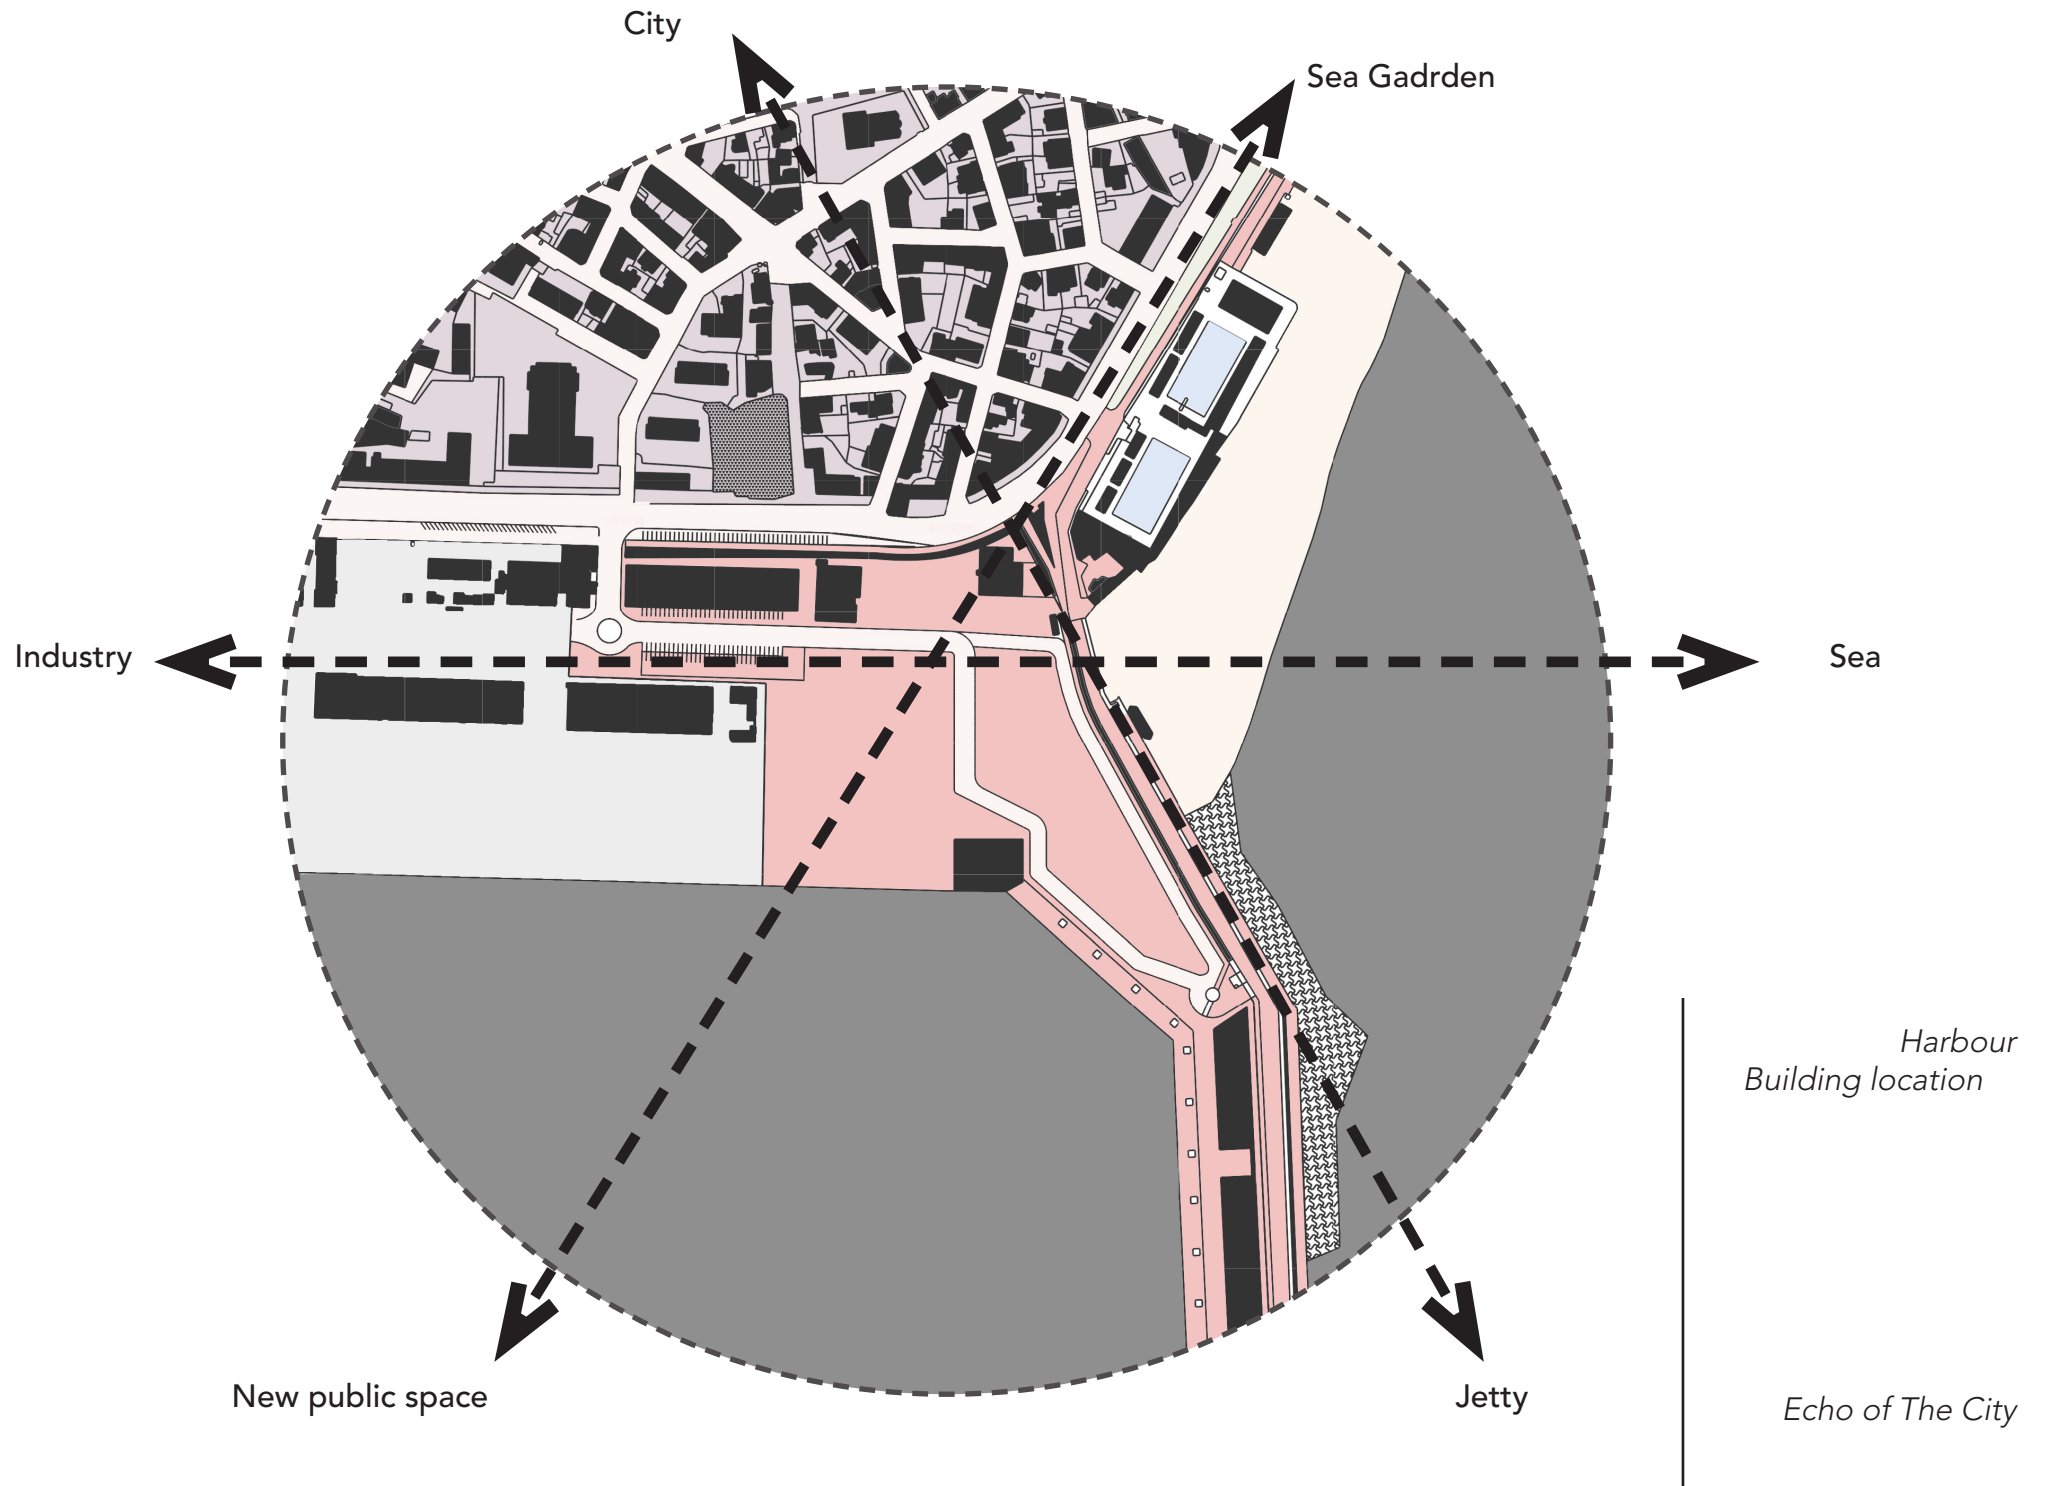 City
Sea Gadrden
Industry
Sea
Harbour
Building location
New public space
Jetty
Echo of The City